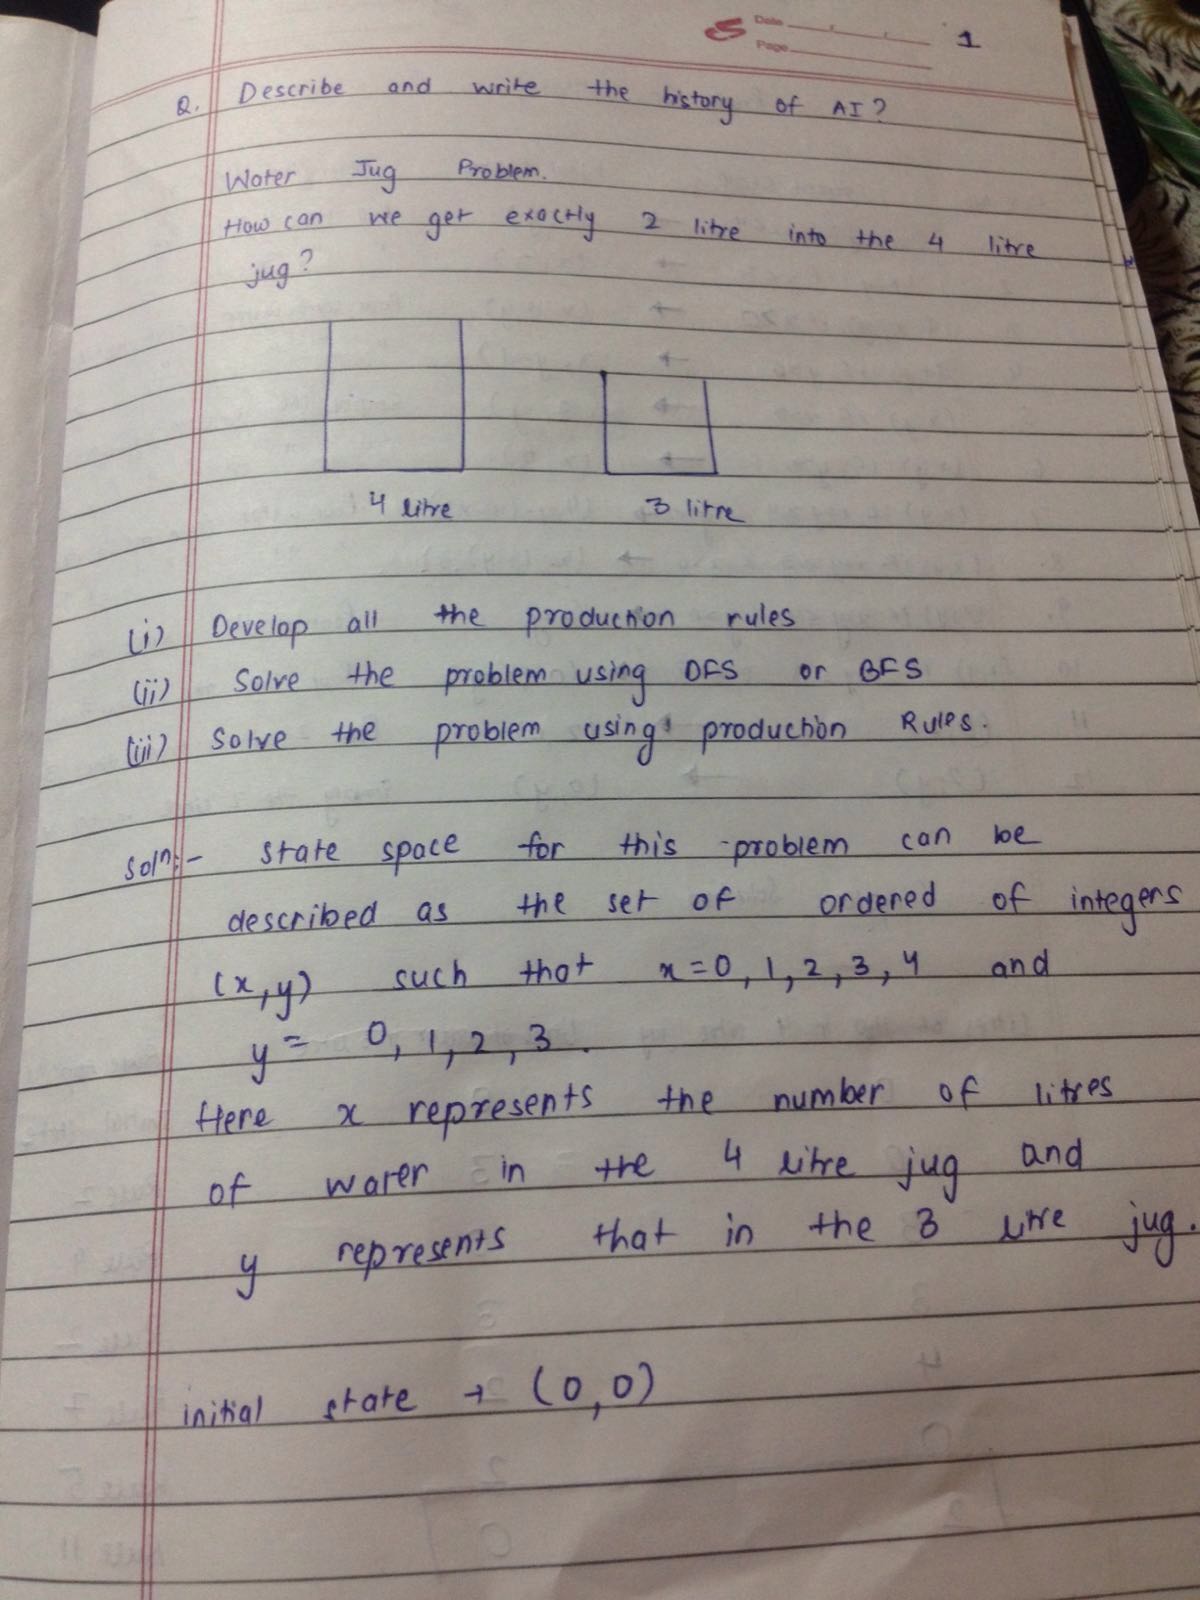 Date
Page
1
Q. Describe and write the history of AI?
Water Jug Problem.
How can we get exactly 2 litre into the 4 litre
jug?
4 litre 3 litre
(i) Develop all the production rules
(ii) Solve the problem using DFS or BFS
(iii) Solve the problem using production Rules.
Solⁿ:- State space for this problem can be
described as the set of ordered of integers
(x,y) such that x=0,1,2,3,4 and
y= 0,1,2,3.
Here x represents the number of litres
of water in the 4 litre jug and
y represents that in the 3 litre jug.
initial state → (0,0)